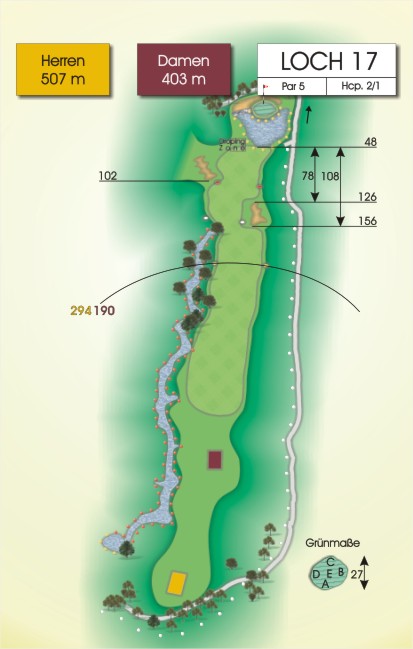 Herren
507 m
Damen
403 m
LOCH 17
Par 5
Hcp. 2/1
Droping
Zone
48
78
108
102
126
156
294 190
Grünmaße
C
D E B
A
27